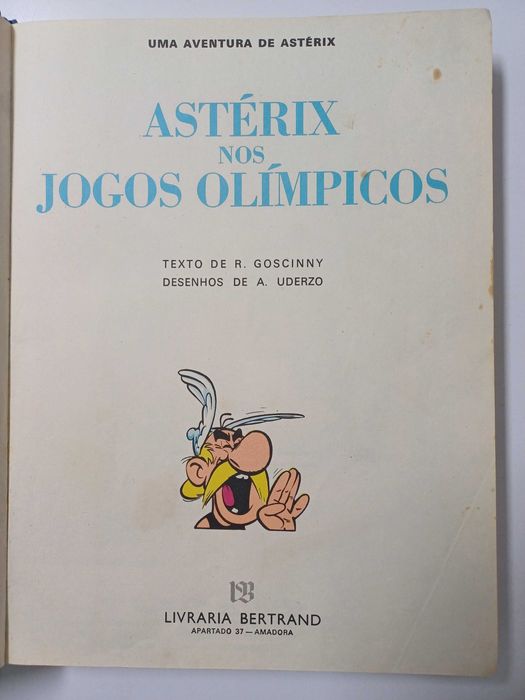 UMA AVENTURA DE ASTÉRIX
ASTÉRIX
NOS
JOGOS OLÍMPICOS
TEXTO DE R. GOSCINNY
DESENHOS DE A. UDERZO
LIVRARIA BERTRAND
APARTADO 37 — AMADORA